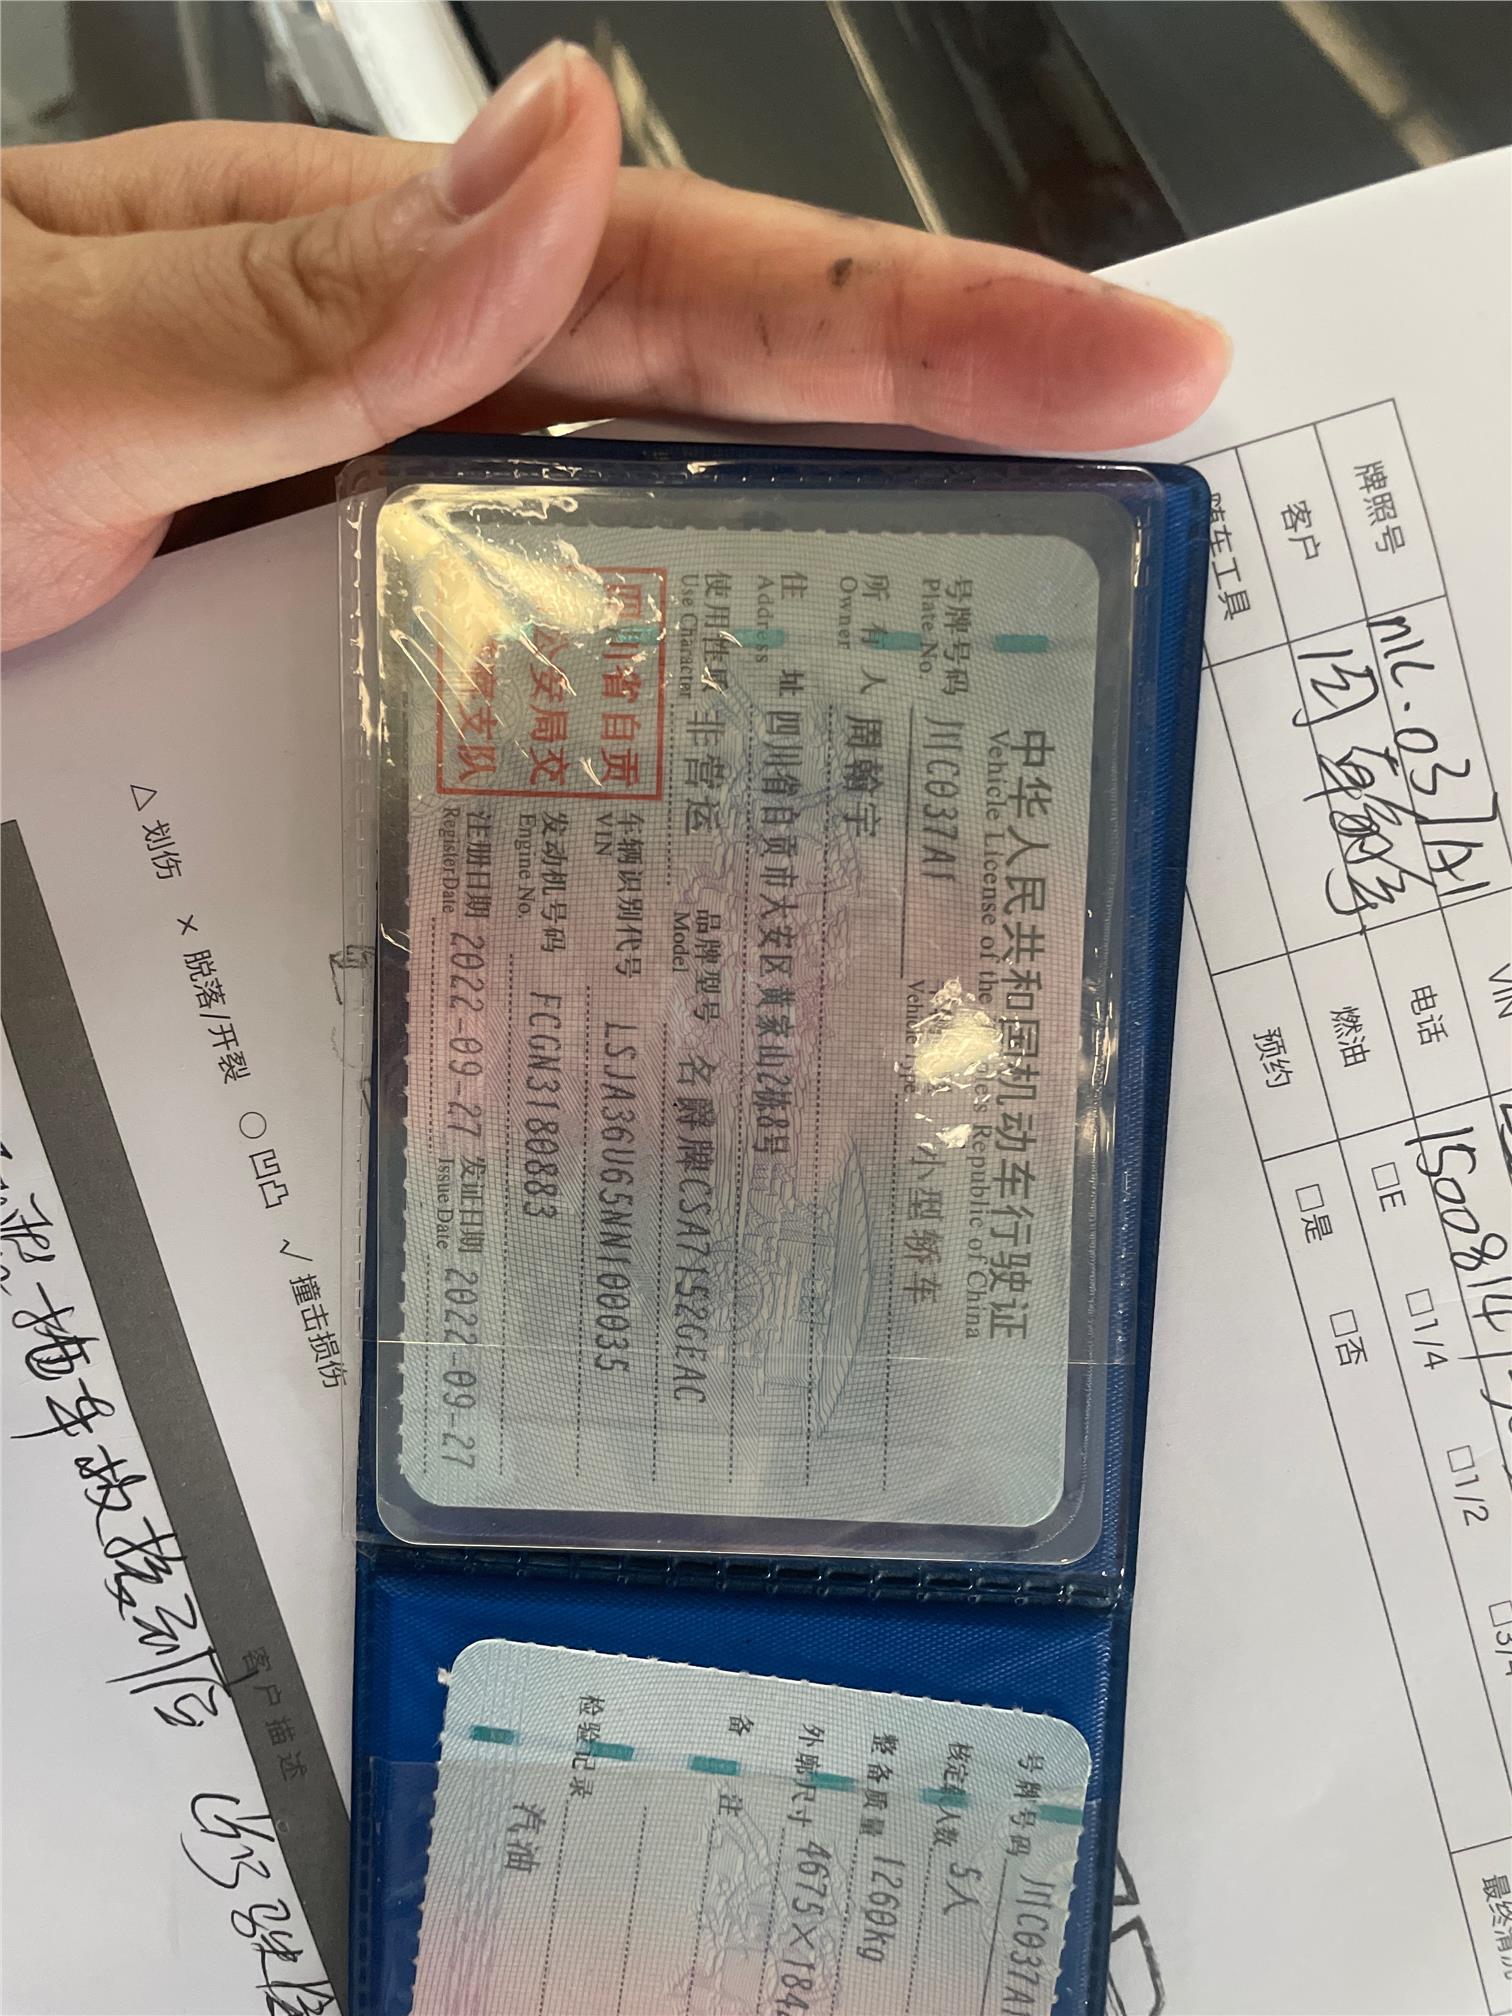 中华人民共和国机动车行驶证
Vehicle License of the People's Republic of China
号牌号码 川C037A1 小型轿车
Plate No. Vehicle Type
所有人 周翰宇
Owner
住址 四川省自贡市大安区黄家山2栋8号
Address
使用性质 非营运 品牌型号 名爵牌CSA7152GEAC
Use Character Model
四川省自贡
公安局交
警支队
车辆识别代号 LSJA36U65NN100035
VIN
发动机号码 FCGN3180883
Engine No.
注册日期 2022-09-27 发证日期 2022-09-27
Register Date Issue Date
号牌号码 川C037A1
核定载人数 5人
整备质量 1260kg
外廓尺寸 4675×184
备注
检验记录
汽油
VIN
牌照号 电话
客户 燃油 □E □1/4 □1/2
随车工具 预约 □是 □否
△ 划伤 × 脱落/开裂 ○ 凹凸 √ 撞击损伤
客户描述